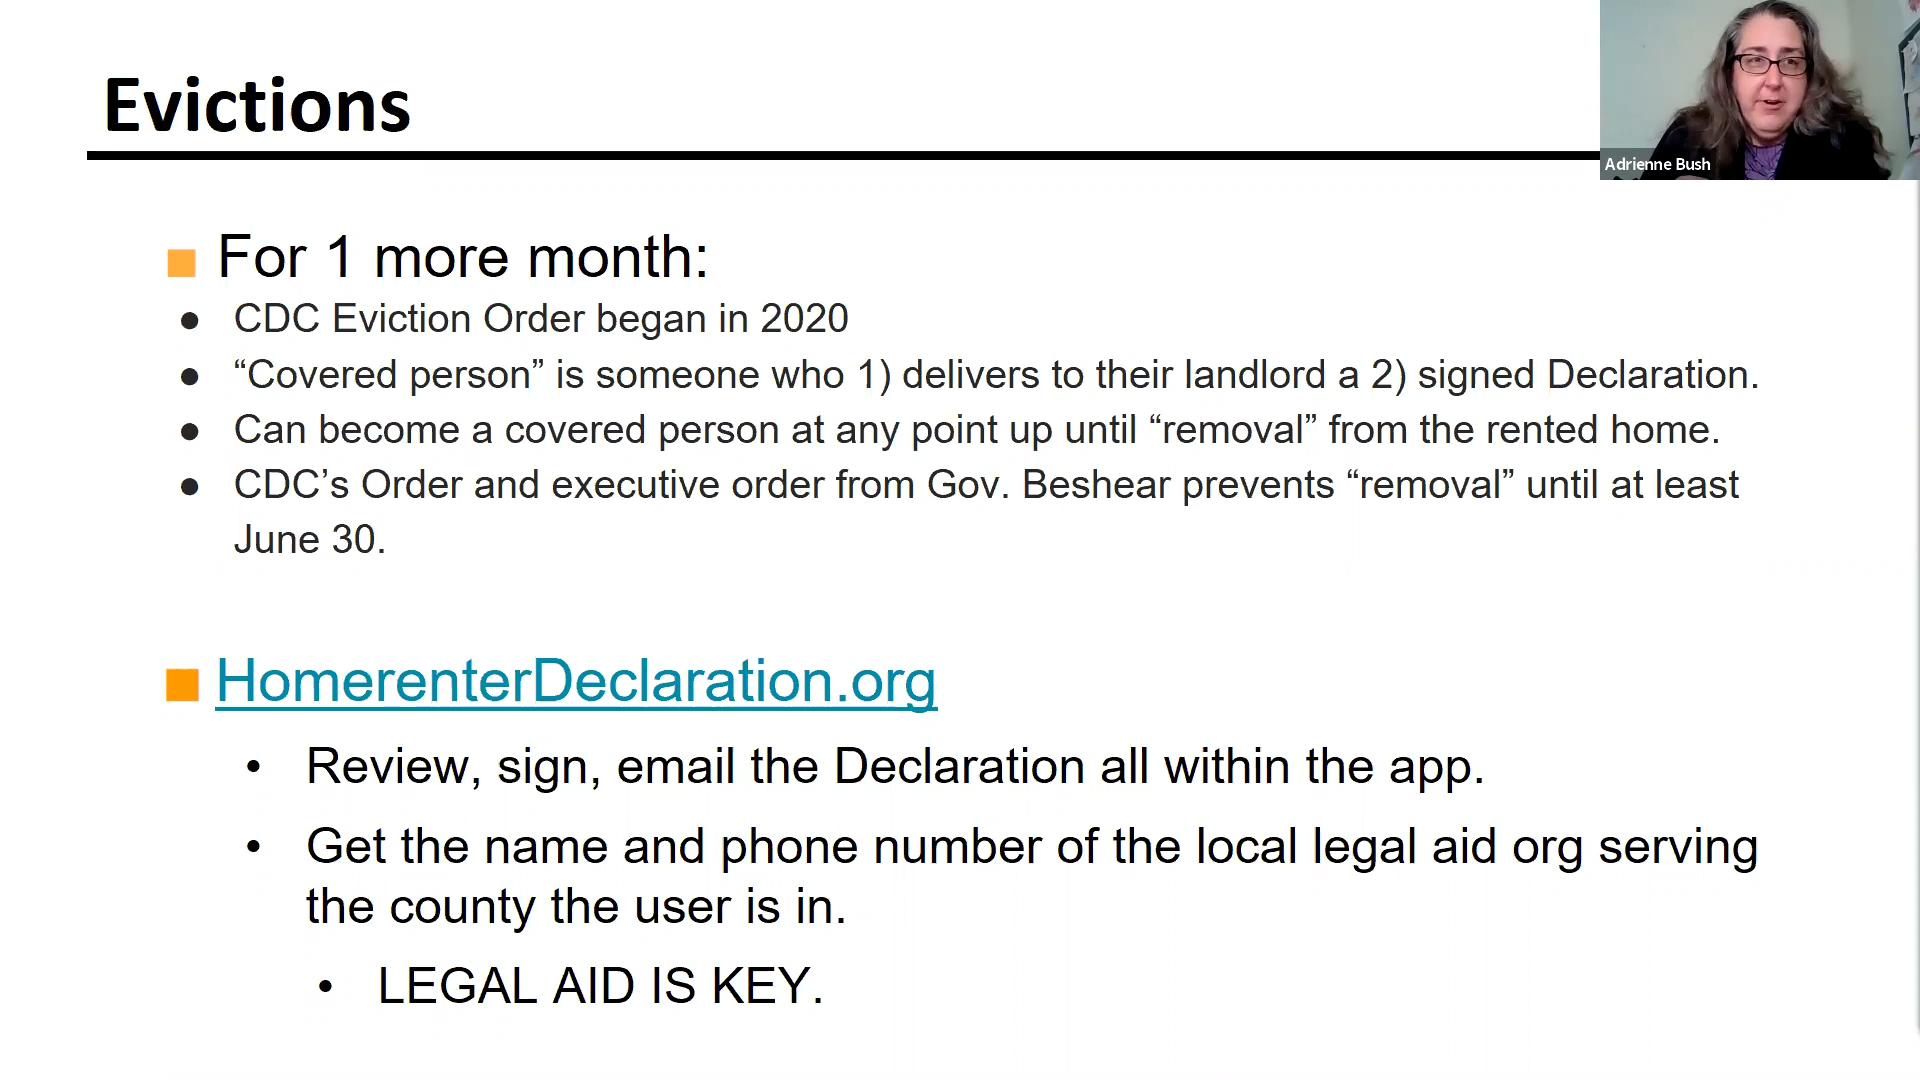 Evictions
Adrienne Bush
■ For 1 more month:
● CDC Eviction Order began in 2020
● “Covered person” is someone who 1) delivers to their landlord a 2) signed Declaration.
● Can become a covered person at any point up until “removal” from the rented home.
● CDC’s Order and executive order from Gov. Beshear prevents “removal” until at least
June 30.
■ HomerenterDeclaration.org
• Review, sign, email the Declaration all within the app.
• Get the name and phone number of the local legal aid org serving
the county the user is in.
• LEGAL AID IS KEY.